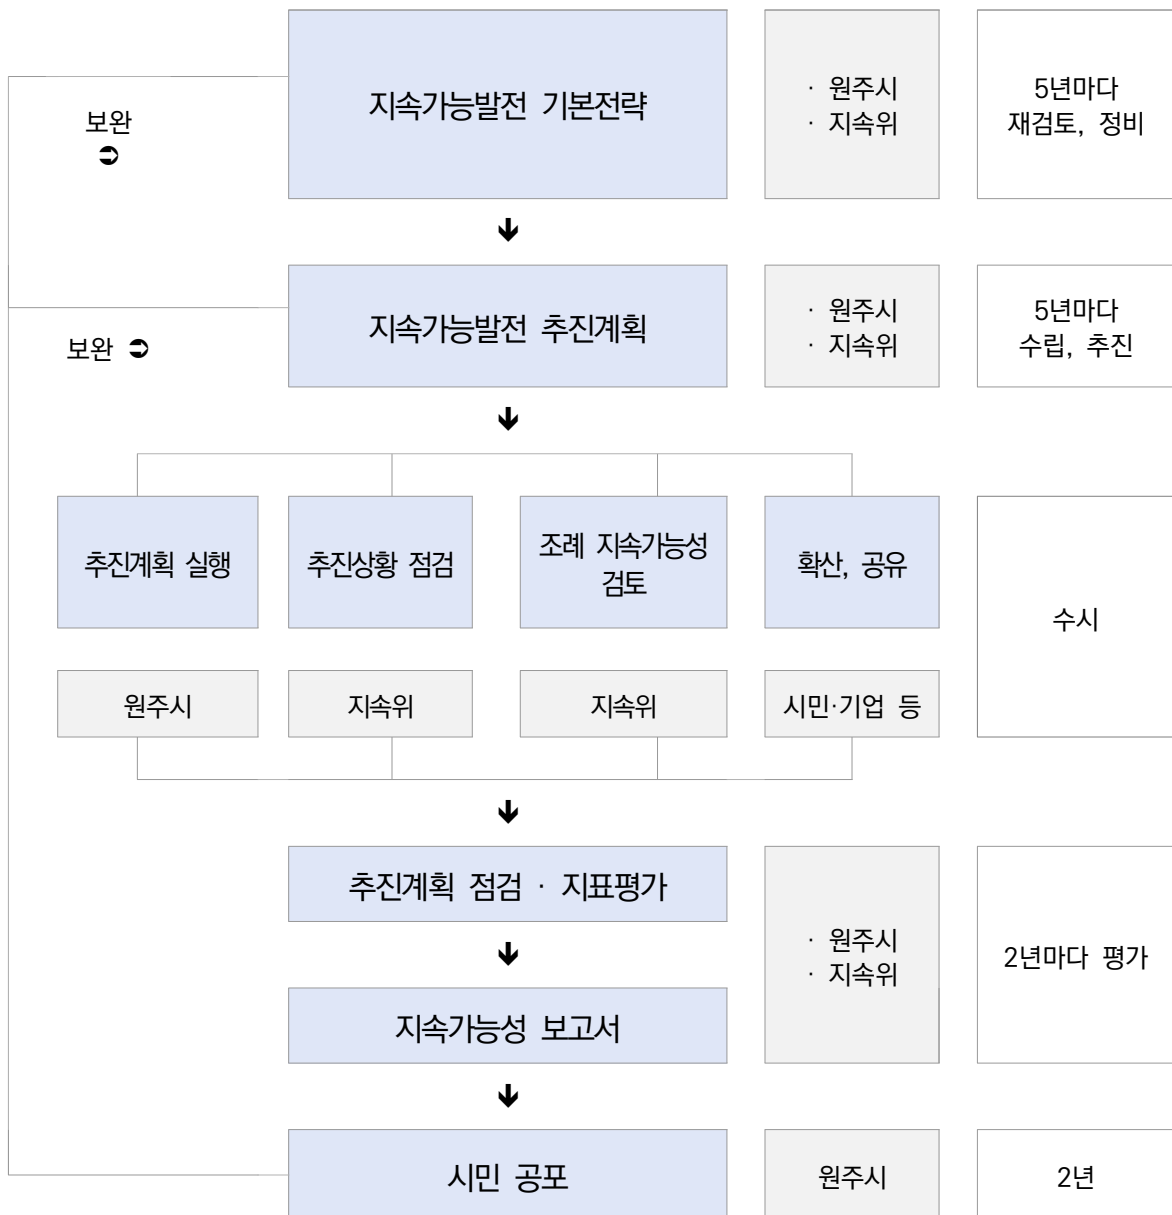 지속가능발전 기본전략
· 원주시
· 지속위
5년마다
재검토, 정비
보완
➲
🡻
지속가능발전 추진계획
· 원주시
· 지속위
5년마다
수립, 추진
보완 ➲
🡻
추진계획 실행
추진상황 점검
조례 지속가능성
검토
확산, 공유
수시
원주시
지속위
지속위
시민·기업 등
🡻
추진계획 점검 · 지표평가
· 원주시
· 지속위
2년마다 평가
🡻
지속가능성 보고서
🡻
시민 공포
원주시
2년